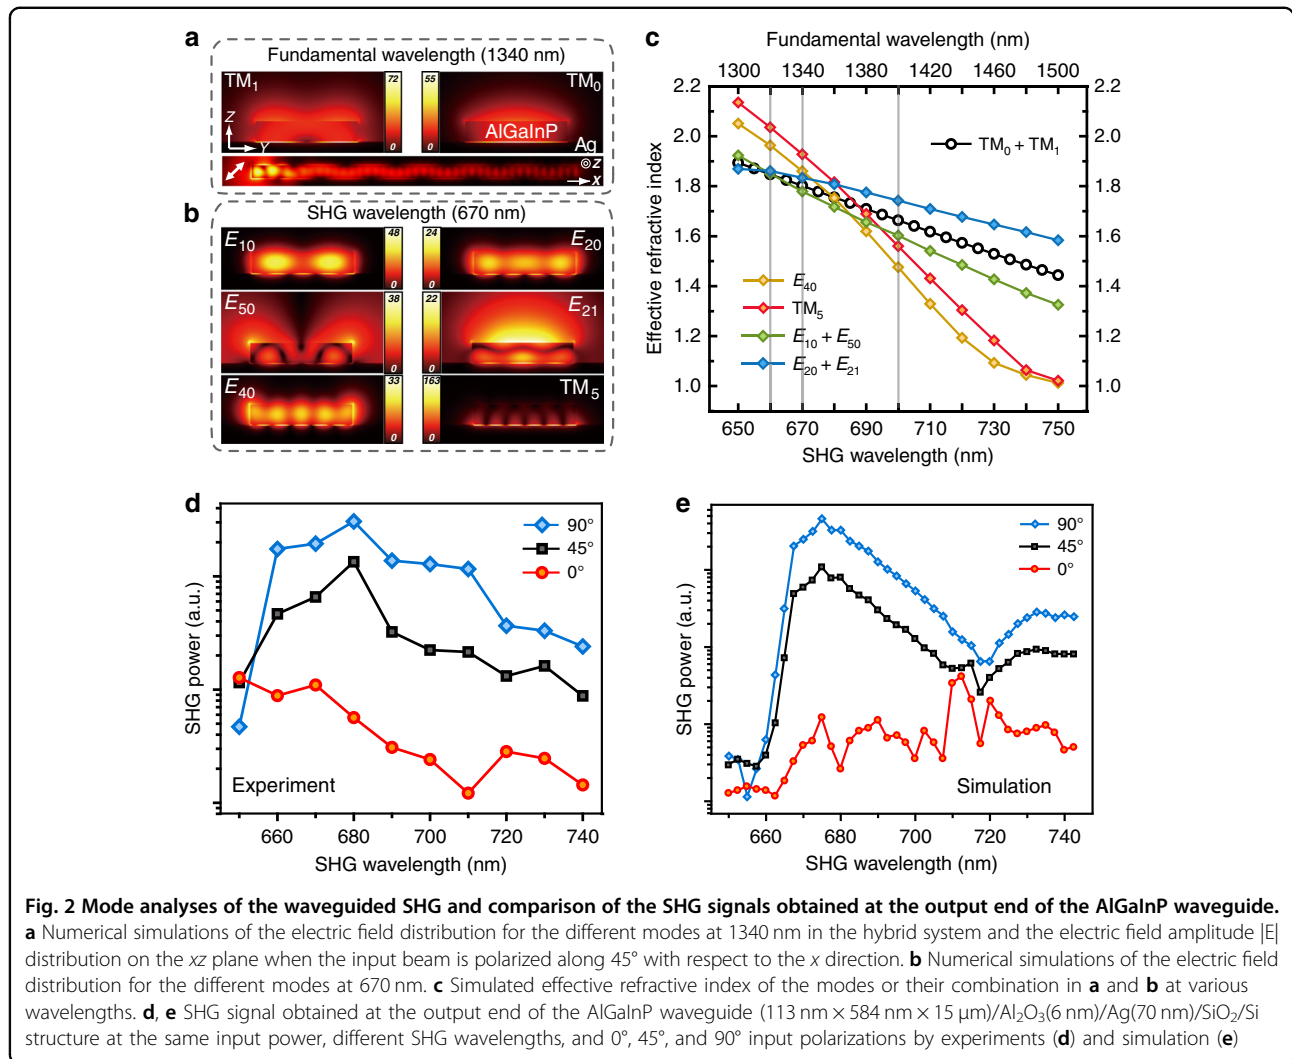 a
Fundamental wavelength (1340 nm)
TM1
72
0
55
0
TM0
AlGaInP
Ag
Z
Y
z
x
b
SHG wavelength (670 nm)
E10
48
0
24
0
E20
E50
38
0
22
0
E21
E40
33
0
163
0
TM5
c
Fundamental wavelength (nm)
1300 1340 1380 1420 1460 1500
2.2 2.2
2.0 2.0
1.8 1.8
1.6 1.6
1.4 1.4
1.2 1.2
1.0 1.0
Effective refractive index
TM0 + TM1
E40
TM5
E10 + E50
E20 + E21
650 670 690 710 730 750
SHG wavelength (nm)
d
90°
45°
0°
SHG power (a.u.)
Experiment
660 680 700 720 740
SHG wavelength (nm)
e
90°
45°
0°
SHG power (a.u.)
Simulation
660 680 700 720 740
SHG wavelength (nm)
Fig. 2 Mode analyses of the waveguided SHG and comparison of the SHG signals obtained at the output end of the AlGaInP waveguide.
a Numerical simulations of the electric field distribution for the different modes at 1340 nm in the hybrid system and the electric field amplitude |E|
distribution on the xz plane when the input beam is polarized along 45° with respect to the x direction. b Numerical simulations of the electric field
distribution for the different modes at 670 nm. c Simulated effective refractive index of the modes or their combination in a and b at various
wavelengths. d, e SHG signal obtained at the output end of the AlGaInP waveguide (113 nm × 584 nm × 15 μm)/Al2O3(6 nm)/Ag(70 nm)/SiO2/Si
structure at the same input power, different SHG wavelengths, and 0°, 45°, and 90° input polarizations by experiments (d) and simulation (e)